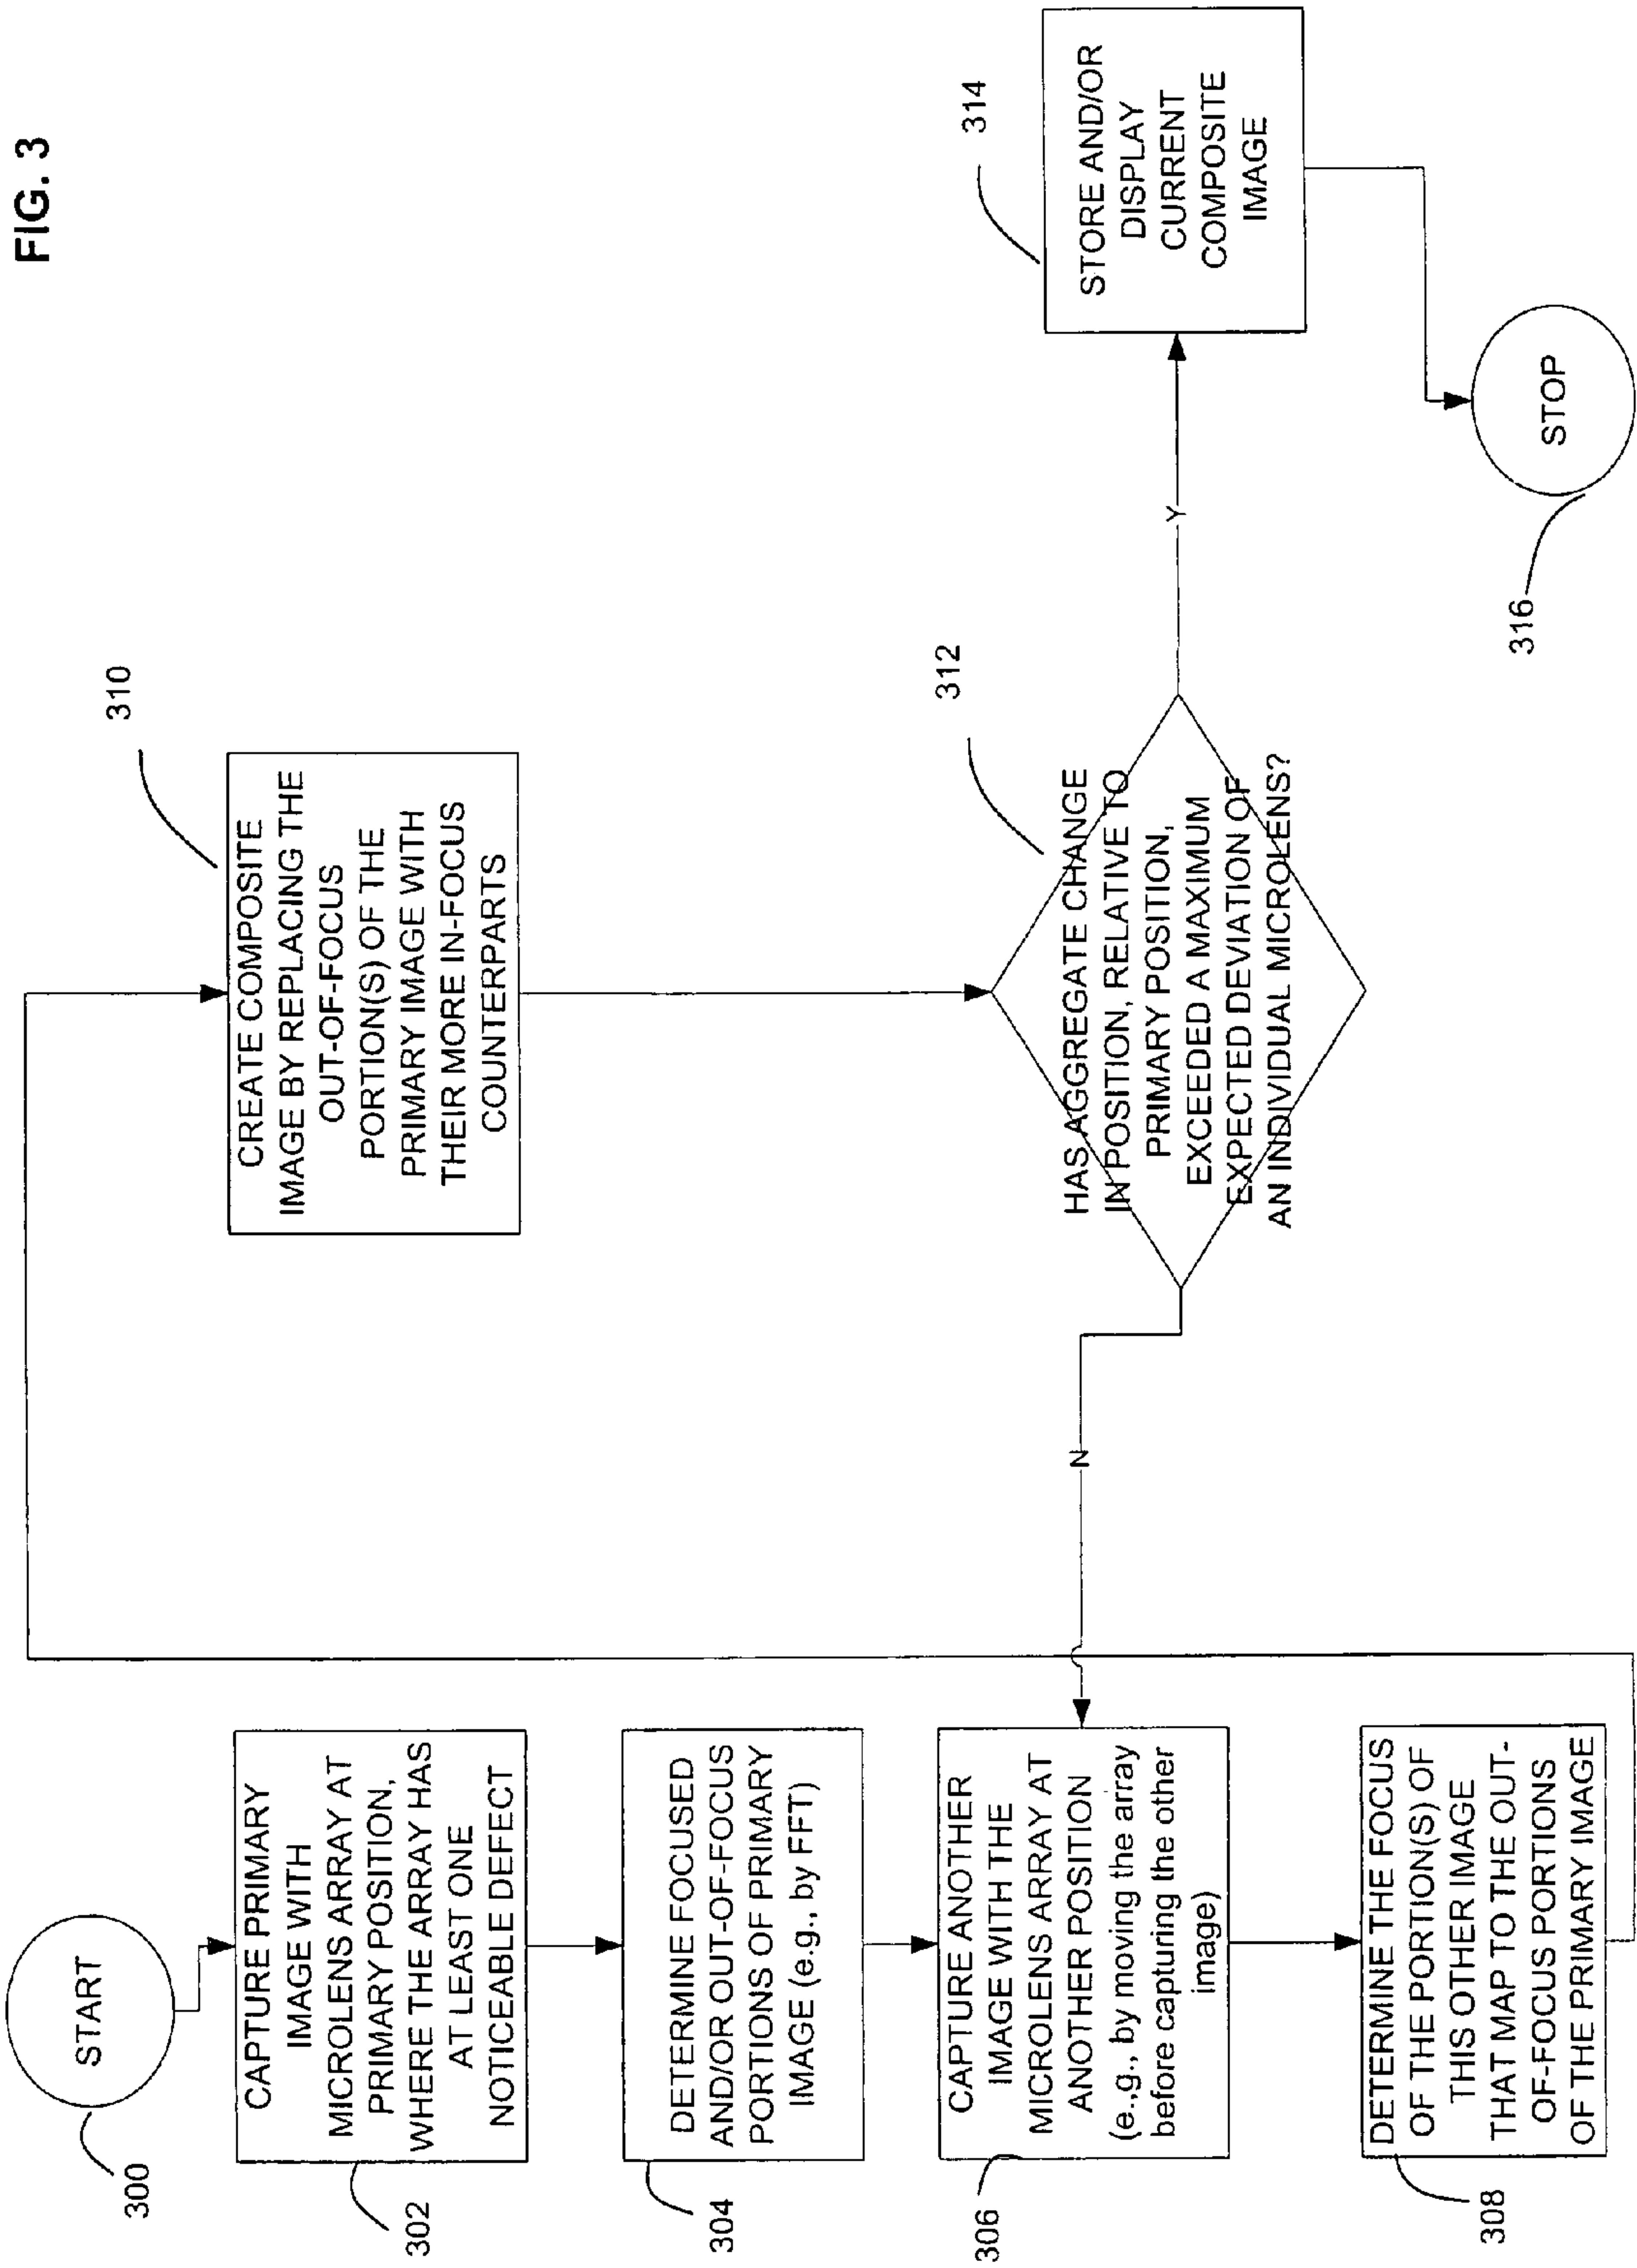 FIG. 3
START
300
CAPTURE PRIMARY
IMAGE WITH
MICROLENS ARRAY AT
PRIMARY POSITION,
WHERE THE ARRAY HAS
AT LEAST ONE
NOTICEABLE DEFECT
302
DETERMINE FOCUSED
AND/OR OUT-OF-FOCUS
PORTIONS OF PRIMARY
IMAGE (e.g., by FFT)
304
CAPTURE ANOTHER
IMAGE WITH THE
MICROLENS ARRAY AT
ANOTHER POSITION
(e.,g., by moving the array
before capturing the other
image)
306
DETERMINE THE FOCUS
OF THE PORTION(S) OF
THIS OTHER IMAGE
THAT MAP TO THE OUT-
OF-FOCUS PORTIONS
OF THE PRIMARY IMAGE
308
310
CREATE COMPOSITE
IMAGE BY REPLACING THE
OUT-OF-FOCUS
PORTION(S) OF THE
PRIMARY IMAGE WITH
THEIR MORE IN-FOCUS
COUNTERPARTS
312
HAS AGGREGATE CHANGE
IN POSITION, RELATIVE TO
PRIMARY POSITION,
EXCEEDED A MAXIMUM
EXPECTED DEVIATION OF
AN INDIVIDUAL MICROLENS?
N
Y
314
STORE AND/OR
DISPLAY
CURRENT
COMPOSITE
IMAGE
STOP
316